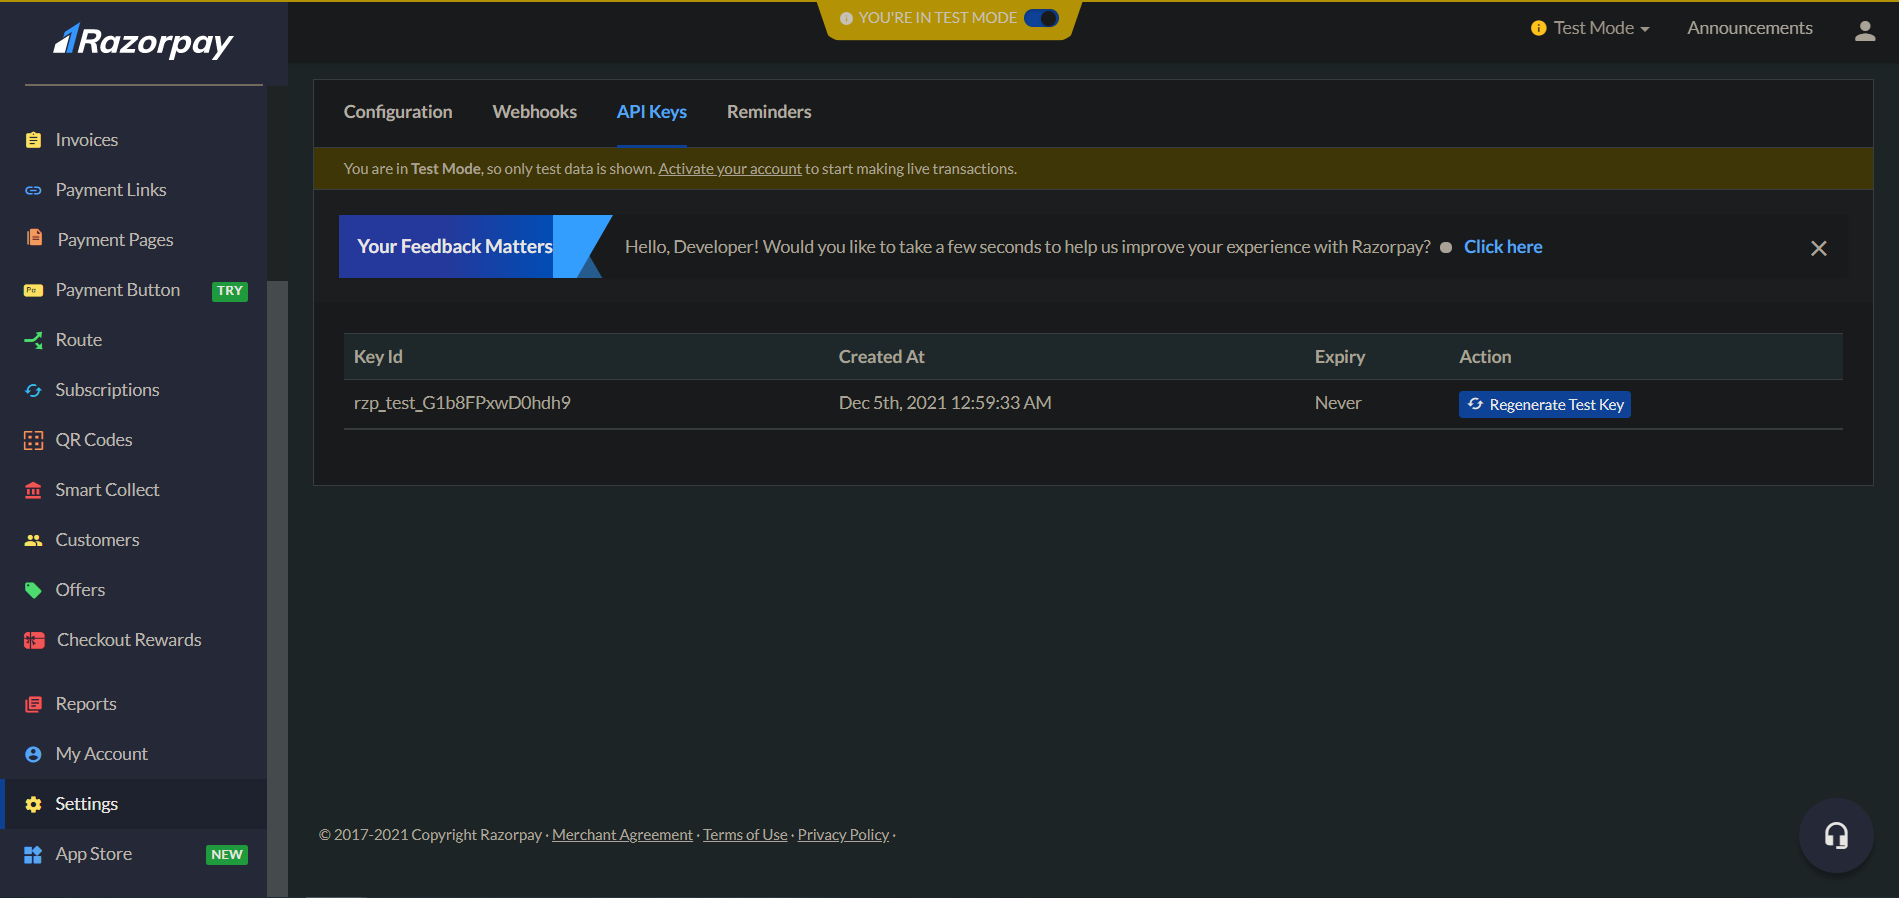 Razorpay
YOU'RE IN TEST MODE
Test Mode
Announcements
Invoices
Payment Links
Payment Pages
Payment Button TRY
Route
Subscriptions
QR Codes
Smart Collect
Customers
Offers
Checkout Rewards
Reports
My Account
Settings
App Store NEW
Configuration Webhooks API Keys Reminders
You are in Test Mode, so only test data is shown. Activate your account to start making live transactions.
Your Feedback Matters Hello, Developer! Would you like to take a few seconds to help us improve your experience with Razorpay? Click here
Key Id Created At Expiry Action
rzp_test_G1b8FPxwD0hdh9 Dec 5th, 2021 12:59:33 AM Never Regenerate Test Key
© 2017-2021 Copyright Razorpay · Merchant Agreement · Terms of Use · Privacy Policy ·